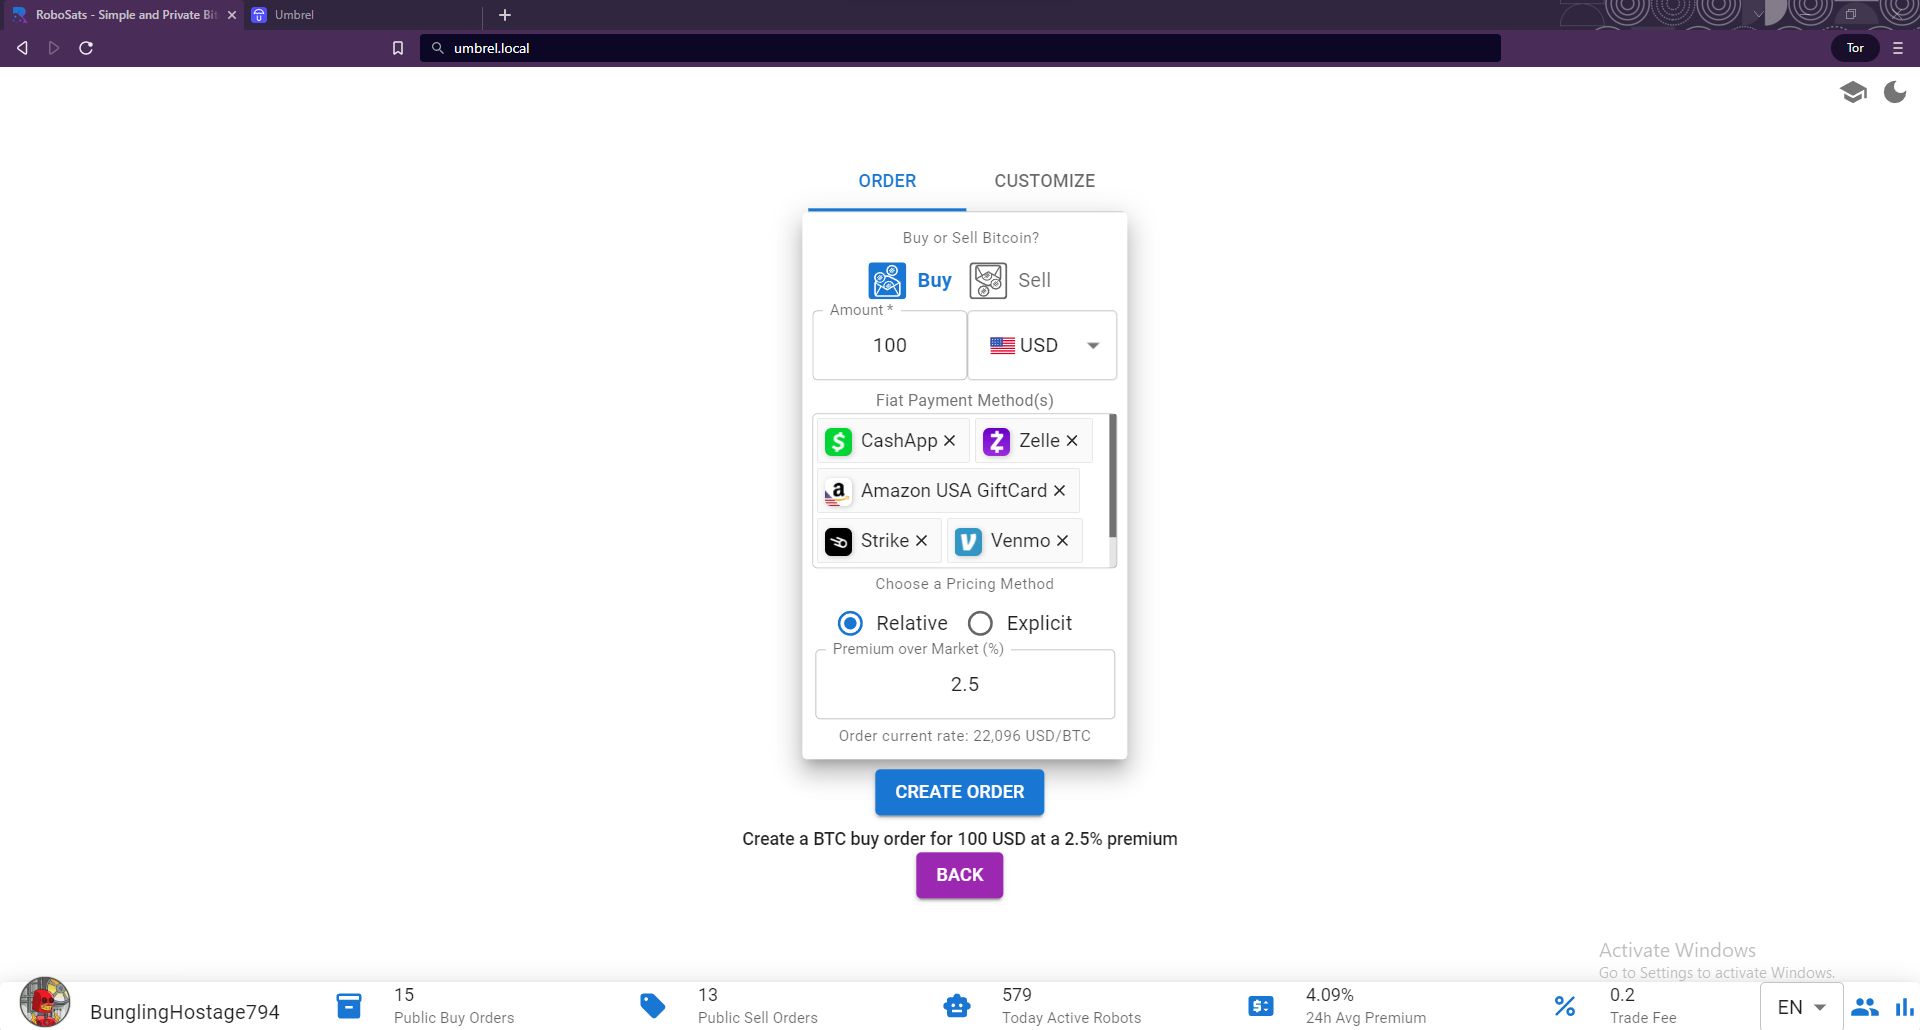 RoboSats - Simple and Private Bit
Umbrel
umbrel.local
Tor
ORDER
CUSTOMIZE
Buy or Sell Bitcoin?
Buy
Sell
Amount *
100
USD
Fiat Payment Method(s)
CashApp
Zelle
Amazon USA GiftCard
Strike
Venmo
Choose a Pricing Method
Relative
Explicit
Premium over Market (%)
2.5
Order current rate: 22,096 USD/BTC
CREATE ORDER
Create a BTC buy order for 100 USD at a 2.5% premium
BACK
Activate Windows
Go to Settings to activate Windows.
BunglingHostage794
15
Public Buy Orders
13
Public Sell Orders
579
Today Active Robots
4.09%
24h Avg Premium
0.2
Trade Fee
EN